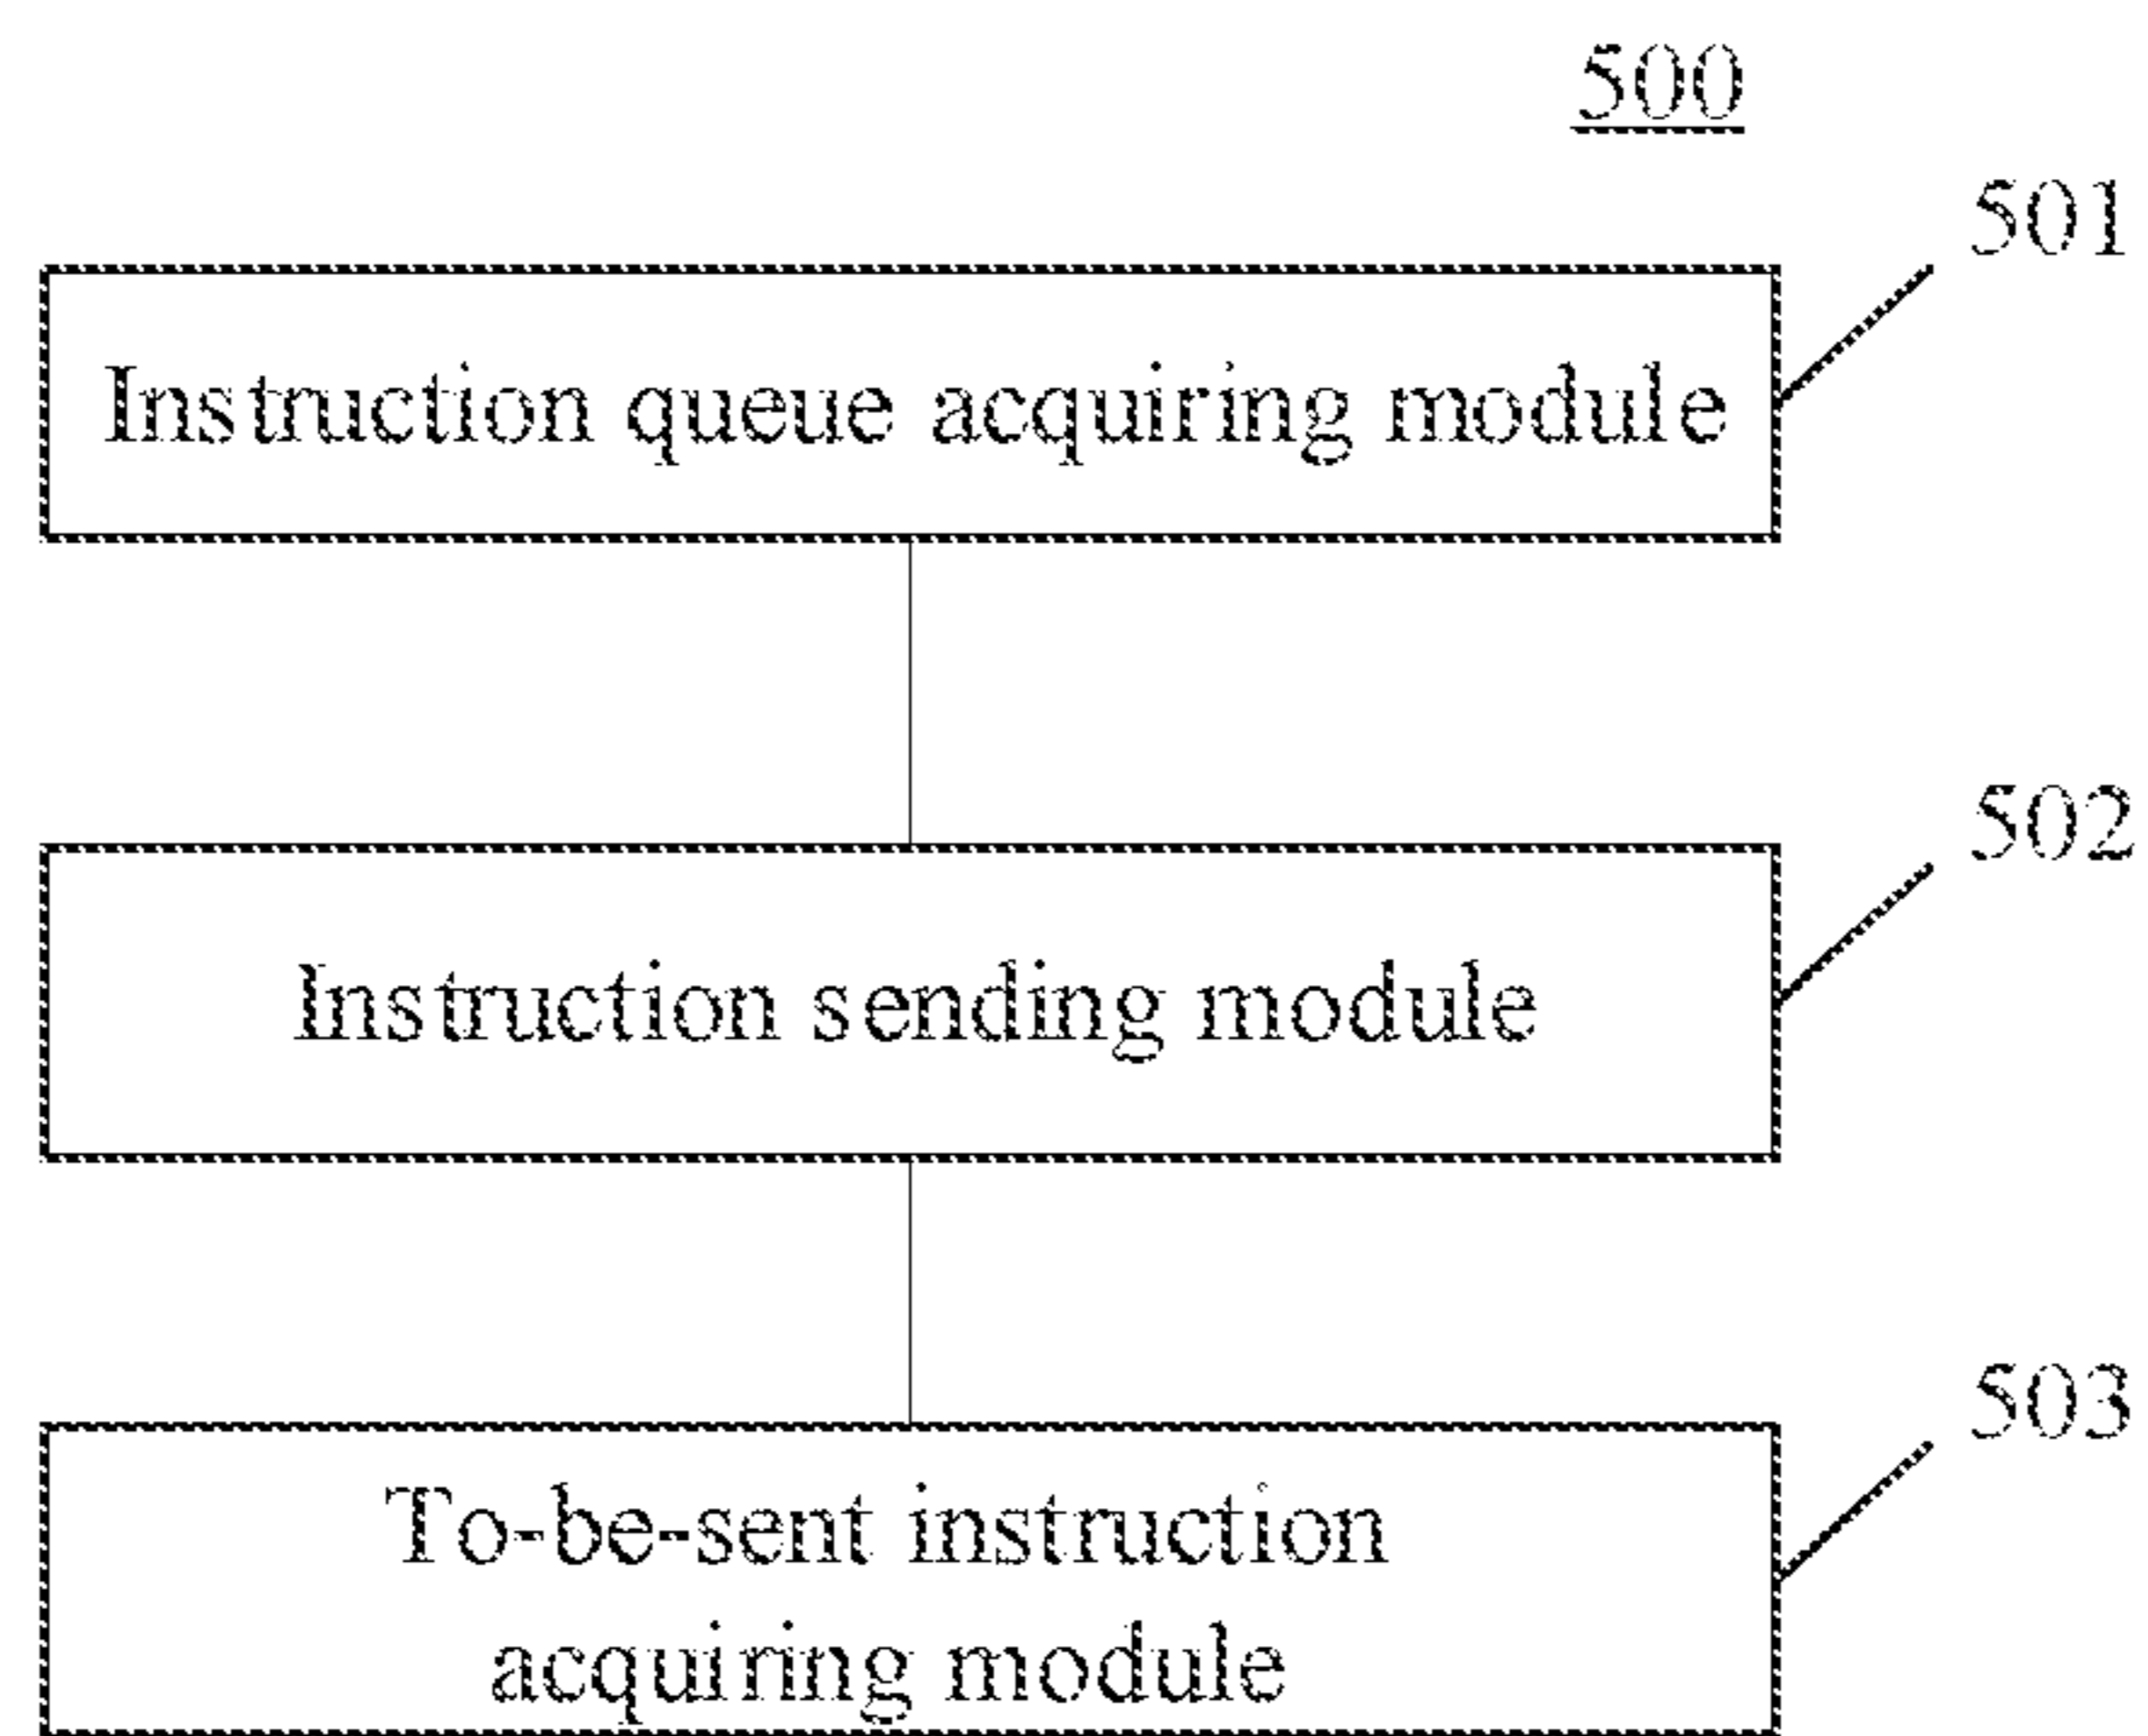 500
501
Instruction queue acquiring module
502
Instruction sending module
503
To-be-sent instruction
acquiring module